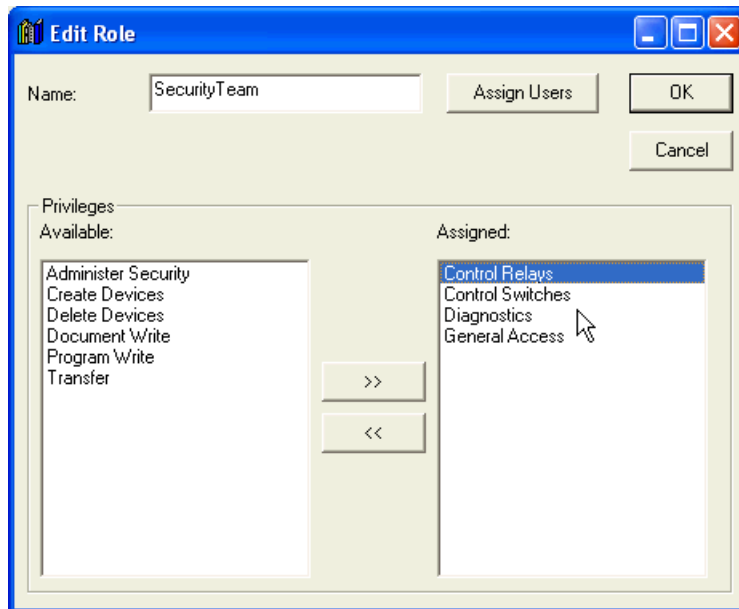 Edit Role
Name:
SecurityTeam
Assign Users
OK
Cancel
Privileges
Available:
Assigned:
Administer Security
Create Devices
Delete Devices
Document Write
Program Write
Transfer
>>
<<
Control Relays
Control Switches
Diagnostics
General Access